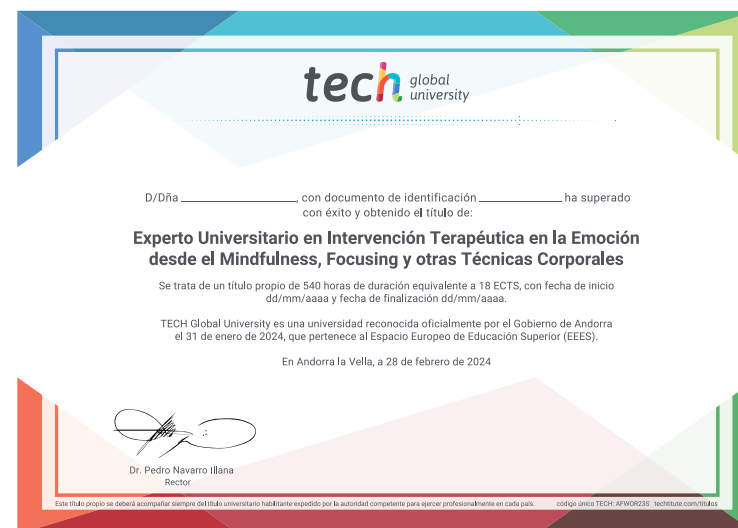 tech global university
D/Dña ____________________, con documento de identificación ______________ ha superado
con éxito y obtenido el título de:
Experto Universitario en Intervención Terapéutica en la Emoción
desde el Mindfulness, Focusing y otras Técnicas Corporales
Se trata de un título propio de 540 horas de duración equivalente a 18 ECTS, con fecha de inicio
dd/mm/aaaa y fecha de finalización dd/mm/aaaa.
TECH Global University es una universidad reconocida oficialmente por el Gobierno de Andorra
el 31 de enero de 2024, que pertenece al Espacio Europeo de Educación Superior (EEES).
En Andorra la Vella, a 28 de febrero de 2024
Dr. Pedro Navarro Illana
Rector
Este título propio se deberá acompañar siempre del título universitario habilitante expedido por la autoridad competente para ejercer profesionalmente en cada país. código único TECH: AFWOR23S techtitute.com/titulos